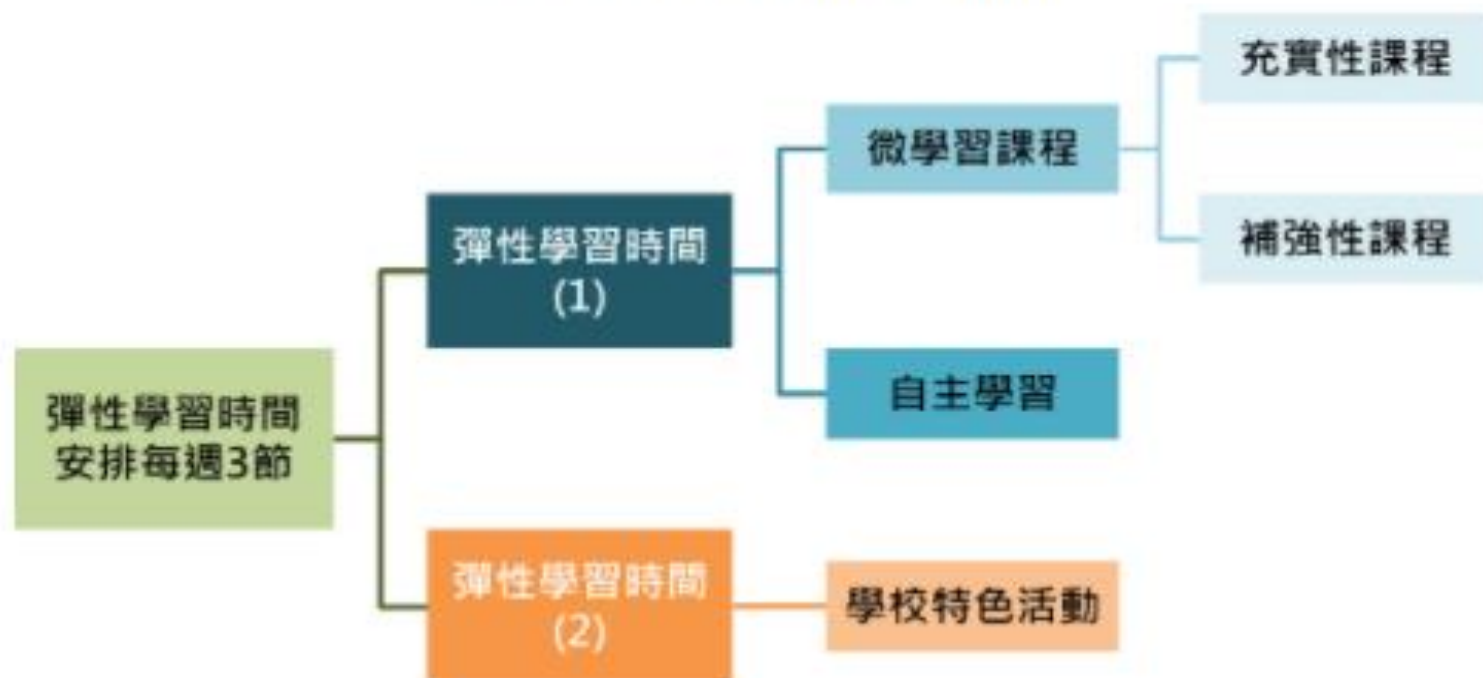 充實性課程
微學習課程
補強性課程
彈性學習時間
(1)
自主學習
彈性學習時間
安排每週3節
彈性學習時間
(2)
學校特色活動